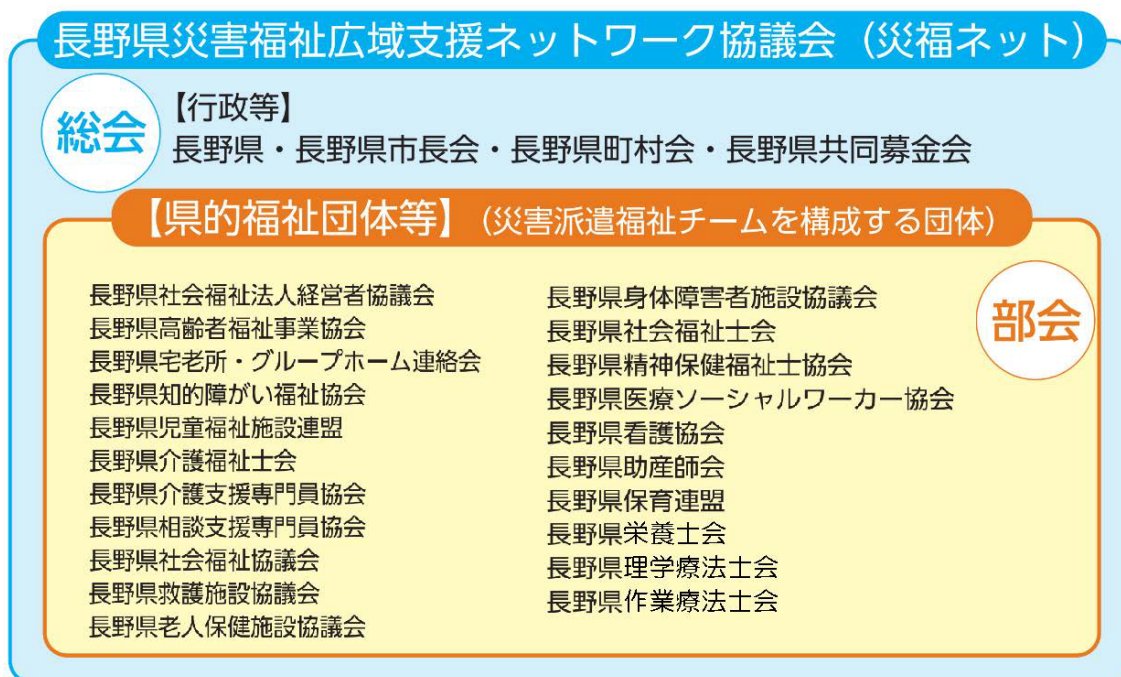 長野県災害福祉広域支援ネットワーク協議会（災福ネット）
総会
【行政等】
長野県・長野県市長会・長野県町村会・長野県共同募金会
【県的福祉団体等】（災害派遣福祉チームを構成する団体）
部会
長野県社会福祉法人経営者協議会
長野県高齢者福祉事業協会
長野県宅老所・グループホーム連絡会
長野県知的障がい福祉協会
長野県児童福祉施設連盟
長野県介護福祉士会
長野県介護支援専門員協会
長野県相談支援専門員協会
長野県社会福祉協議会
長野県救護施設協議会
長野県老人保健施設協議会
長野県身体障害者施設協議会
長野県社会福祉士会
長野県精神保健福祉士協会
長野県医療ソーシャルワーカー協会
長野県看護協会
長野県助産師会
長野県保育連盟
長野県栄養士会
長野県理学療法士会
長野県作業療法士会